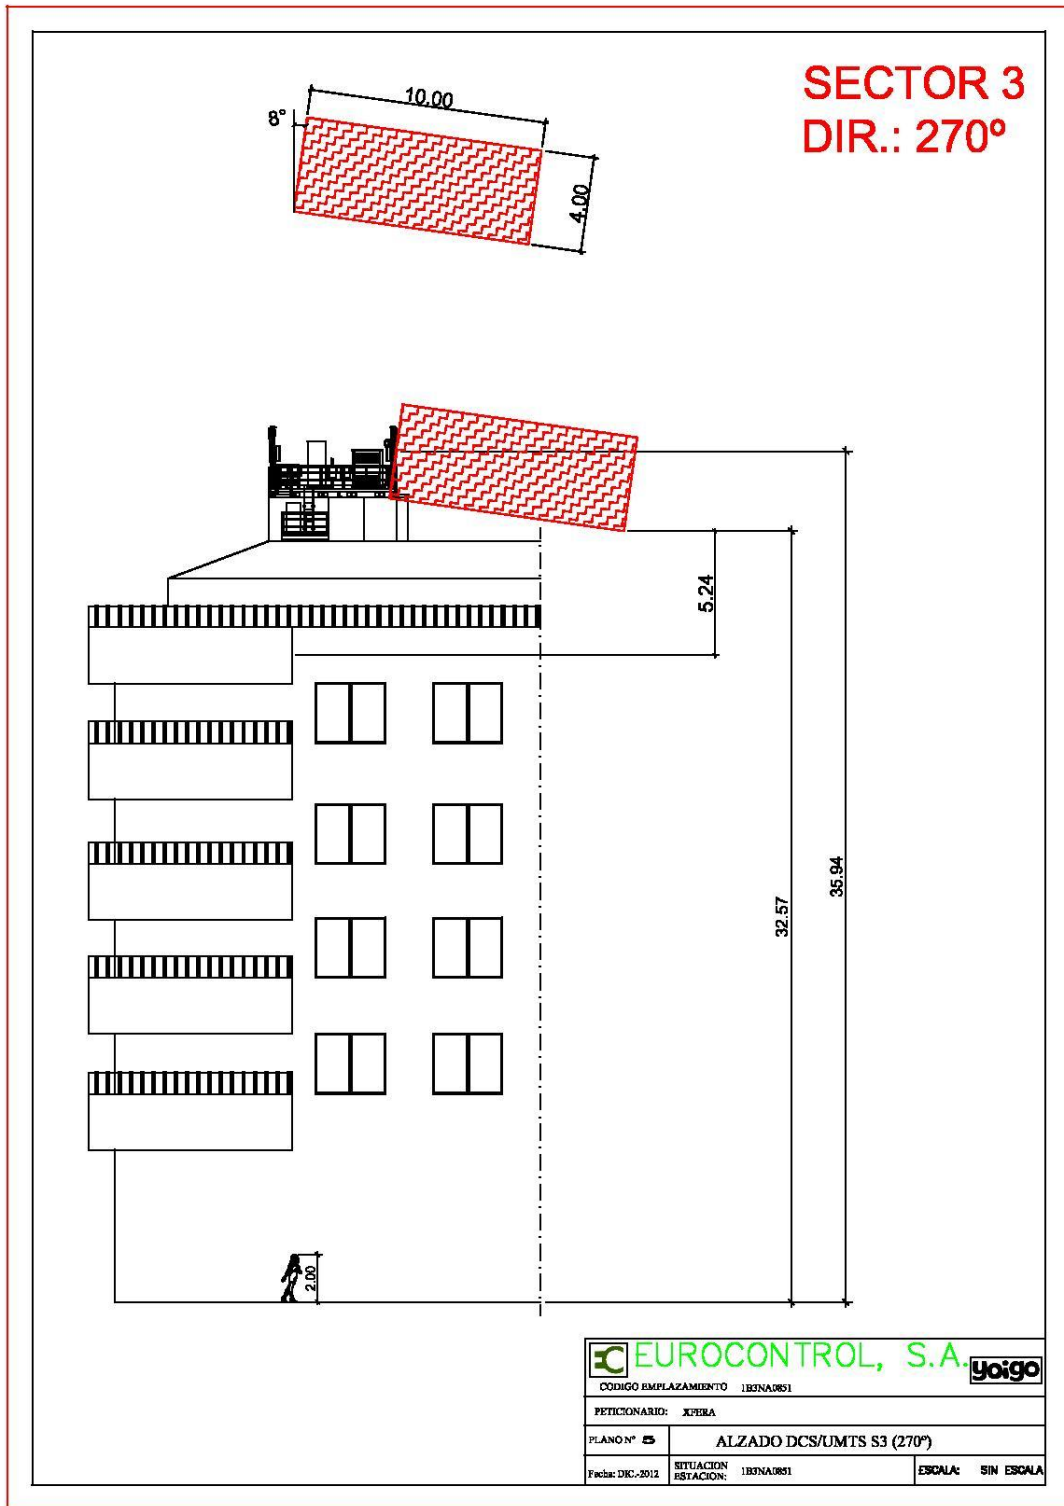 SECTOR 3
DIR.: 270º
10.00
8°
4.00
5.24
35.94
32.57
2.00
EUROCONTROL, S.A.
yoigo
CODIGO EMPLAZAMIENTO 1B3NA0851
PETICIONARIO: XFERA
PLANO Nº 5
ALZADO DCS/UMTS S3 (270º)
Fecha: DIC.-2012
SITUACION
ESTACION: 1B3NA0851
ESCALA: SIN ESCALA